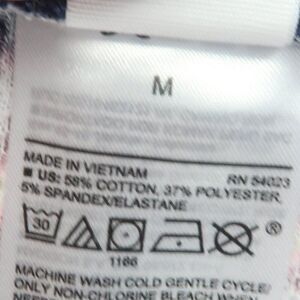 M
MADE IN VIETNAM RN 54023
■ US: 58% COTTON, 37% POLYESTER,
5% SPANDEX/ELASTANE
30 ®
1166
MACHINE WASH COLD GENTLE CYCLE/
ONLY NON-CHLORINE BLEACH WHEN